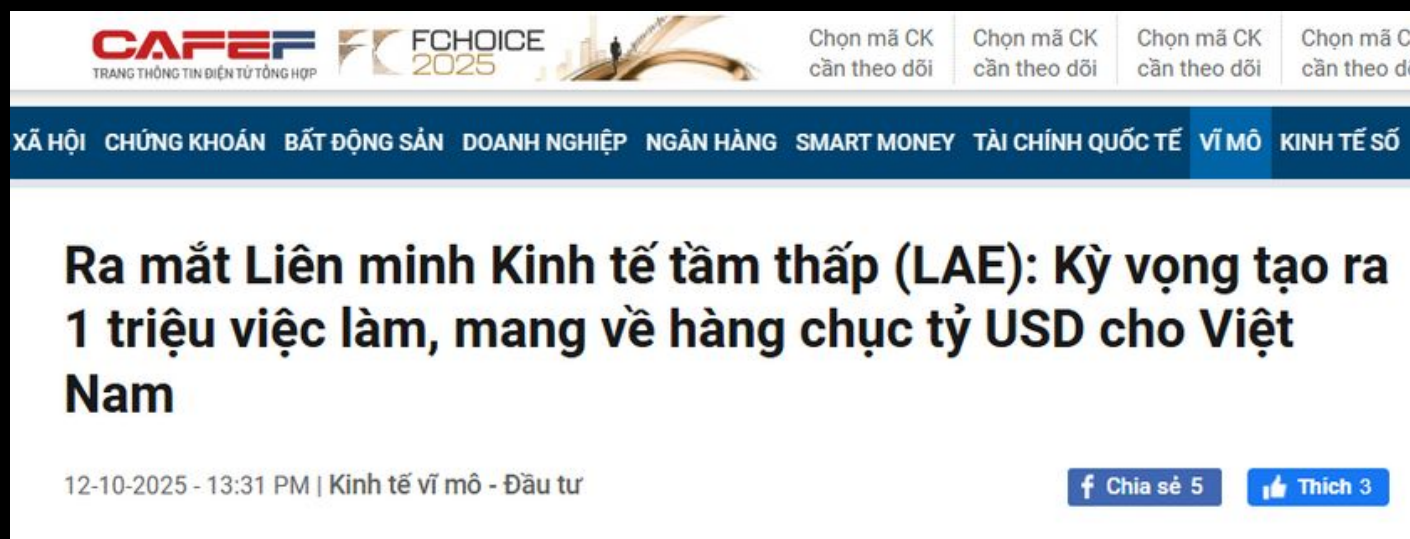 CAFEF
TRANG THÔNG TIN ĐIỆN TỬ TỔNG HỢP
FCHOICE
2025
Chọn mã CK
cần theo dõi
Chọn mã CK
cần theo dõi
Chọn mã CK
cần theo dõi
Chọn mã C
cần theo
XÃ HỘI CHỨNG KHOÁN BẤT ĐỘNG SẢN DOANH NGHIỆP NGÂN HÀNG SMART MONEY TÀI CHÍNH QUỐC TẾ VĨ MÔ KINH TẾ SỐ
Ra mắt Liên minh Kinh tế tầm thấp (LAE): Kỳ vọng tạo ra
1 triệu việc làm, mang về hàng chục tỷ USD cho Việt
Nam
12-10-2025 - 13:31 PM | Kinh tế vĩ mô - Đầu tư
Chia sẻ 5
Thích 3